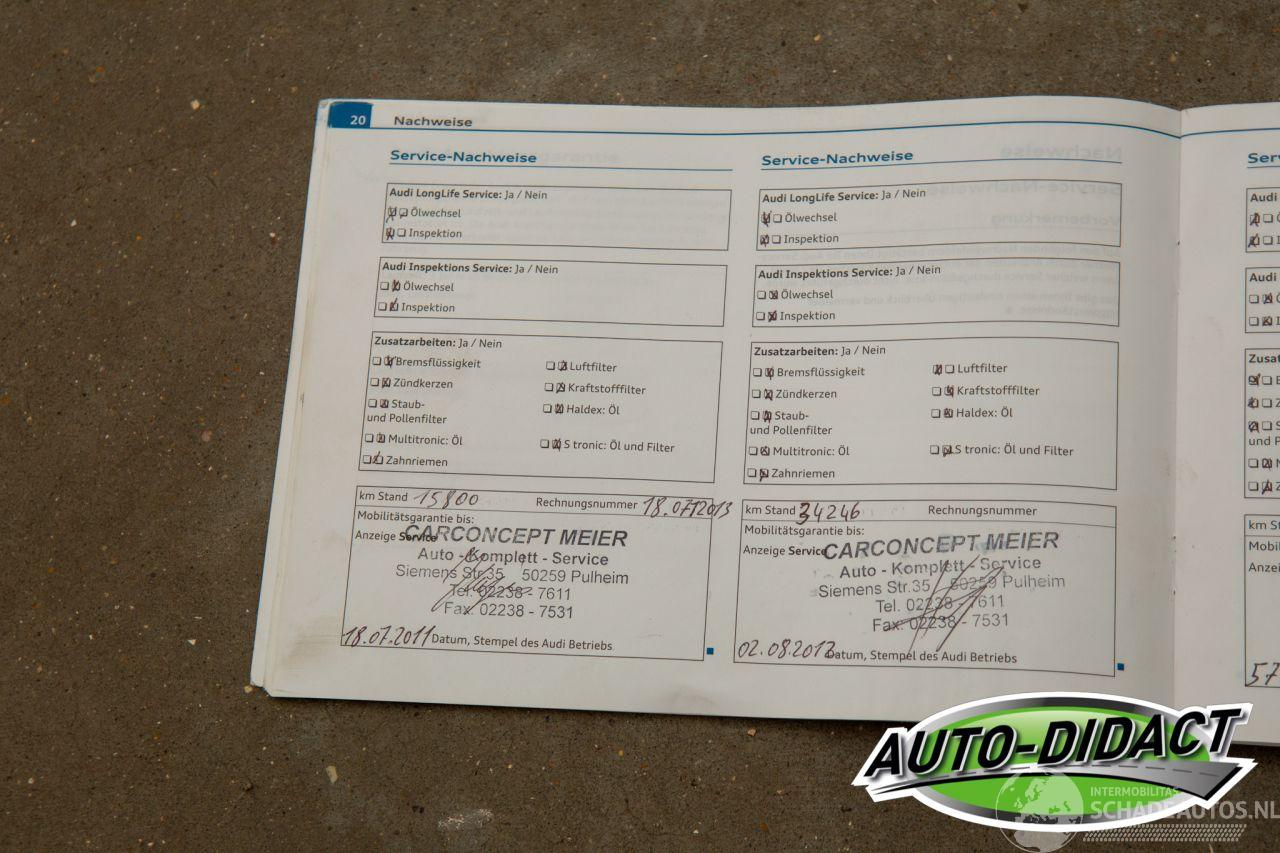 20 Nachweise
Service-Nachweise
Audi LongLife Service: Ja / Nein
Ölwechsel
Inspektion
Audi Inspektions Service: Ja / Nein
Ölwechsel
Inspektion
Zusatzarbeiten: Ja / Nein
Bremsflüssigkeit Luftfilter
Zündkerzen Kraftstofffilter
Staub- Haldex: Öl
und Pollenfilter
Multitronic: Öl S tronic: Öl und Filter
Zahnriemen
km Stand 15800 Rechnungsnummer 18.07.2013
Mobilitätsgarantie bis:
Anzeige Service
CARCONCEPT MEIER
Auto - Komplett - Service
Siemens Str.35 50259 Pulheim
Tel. 02238 - 7611
Fax. 02238 - 7531
18.07.2011 Datum, Stempel des Audi Betriebs
Service-Nachweise
Audi LongLife Service: Ja / Nein
Ölwechsel
Inspektion
Audi Inspektions Service: Ja / Nein
Ölwechsel
Inspektion
Zusatzarbeiten: Ja / Nein
Bremsflüssigkeit Luftfilter
Zündkerzen Kraftstofffilter
Staub- Haldex: Öl
und Pollenfilter
Multitronic: Öl S tronic: Öl und Filter
Zahnriemen
km Stand 34246 Rechnungsnummer
Mobilitätsgarantie bis:
Anzeige Service
CARCONCEPT MEIER
Auto - Komplett - Service
Siemens Str.35 50259 Pulheim
Tel. 02238 - 7611
Fax. 02238 - 7531
02.08.2012 Datum, Stempel des Audi Betriebs
Audi
km St
57
AUTO-DIDACT
INTERMOBILITAS
SCHADEAUTOS.NL